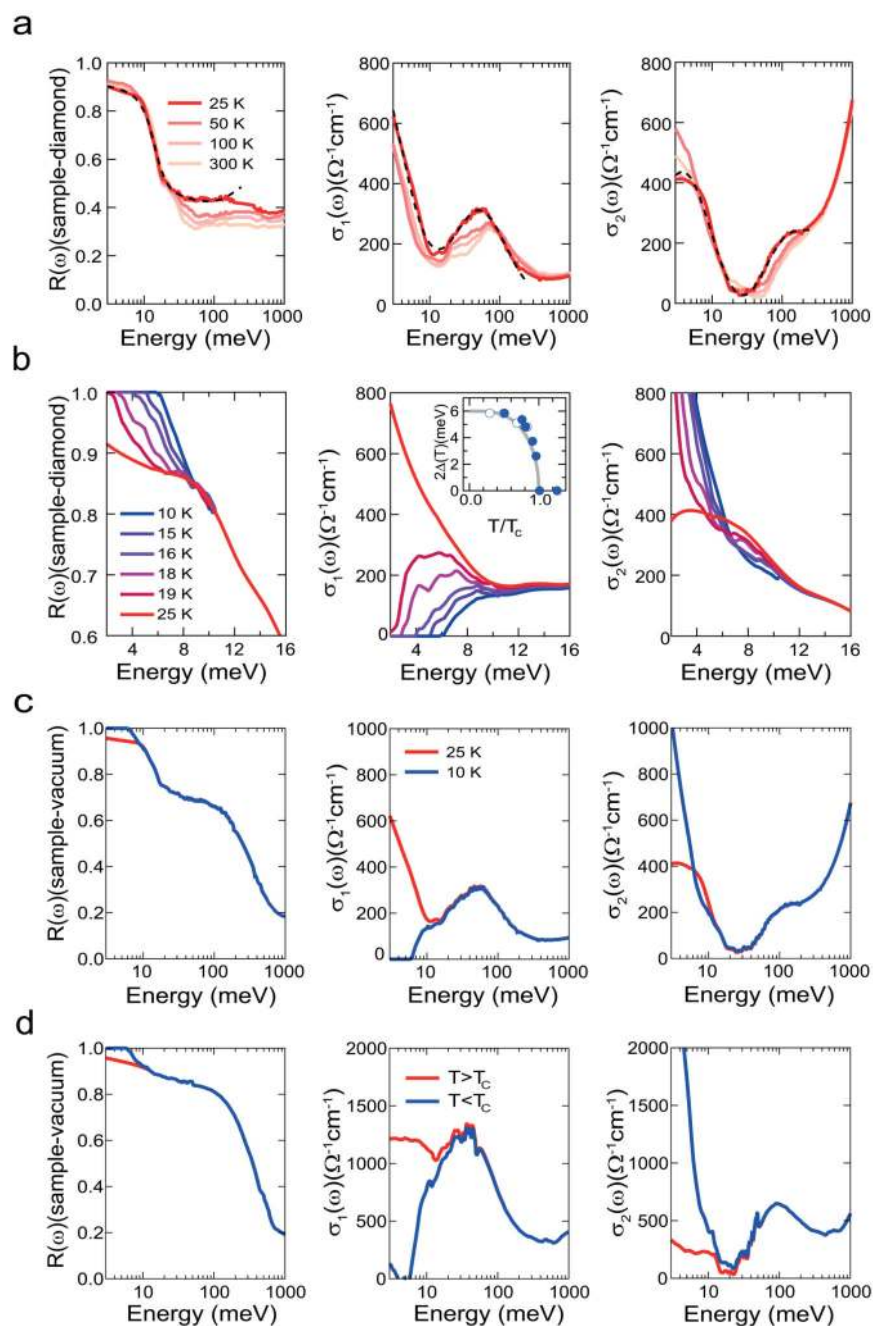 a
R(ω)(sample-diamond)
1.0
0.8
0.6
0.4
0.2
0.0
25 K
50 K
100 K
300 K
10
100
1000
Energy (meV)
σ₁(ω)(Ω⁻¹cm⁻¹)
800
600
400
200
0
10
100
1000
Energy (meV)
σ₂(ω)(Ω⁻¹cm⁻¹)
800
600
400
200
0
10
100
1000
Energy (meV)
b
R(ω)(sample-diamond)
1.0
0.9
0.8
0.7
0.6
10 K
15 K
16 K
18 K
19 K
25 K
4
8
12
16
Energy (meV)
σ₁(ω)(Ω⁻¹cm⁻¹)
800
600
400
200
0
2Δ(T)(meV)
6
4
2
0
0.0
1.0
T/Tc
4
8
12
16
Energy (meV)
σ₂(ω)(Ω⁻¹cm⁻¹)
800
600
400
200
0
4
8
12
16
Energy (meV)
c
R(ω)(sample-vacuum)
1.0
0.8
0.6
0.4
0.2
0.0
10
100
1000
Energy (meV)
σ₁(ω)(Ω⁻¹cm⁻¹)
1000
800
600
400
200
0
25 K
10 K
10
100
1000
Energy (meV)
σ₂(ω)(Ω⁻¹cm⁻¹)
1000
800
600
400
200
0
10
100
1000
Energy (meV)
d
R(ω)(sample-vacuum)
1.0
0.8
0.6
0.4
0.2
0.0
10
100
1000
Energy (meV)
σ₁(ω)(Ω⁻¹cm⁻¹)
2000
1500
1000
500
0
T>Tc
T<Tc
10
100
1000
Energy (meV)
σ₂(ω)(Ω⁻¹cm⁻¹)
2000
1500
1000
500
0
10
100
1000
Energy (meV)